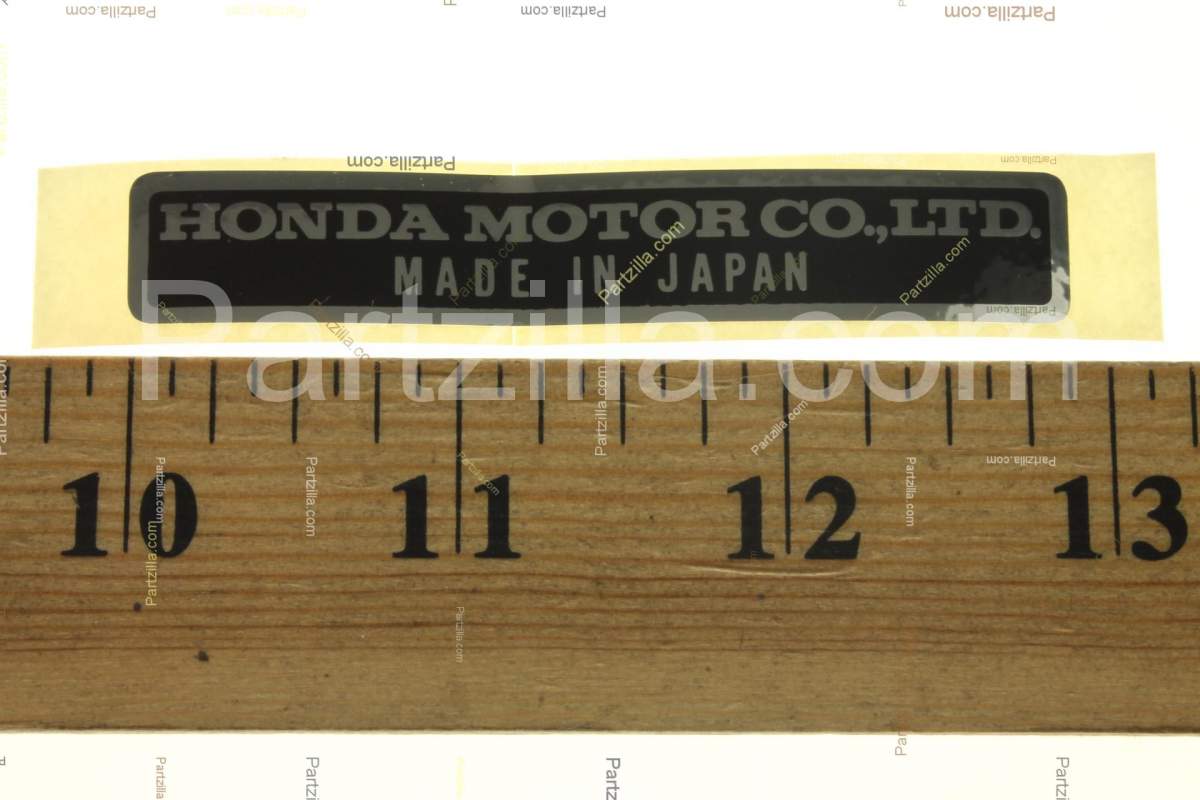 HONDA MOTOR CO., LTD.
MADE IN JAPAN
Partzilla.com
10 11 12 13